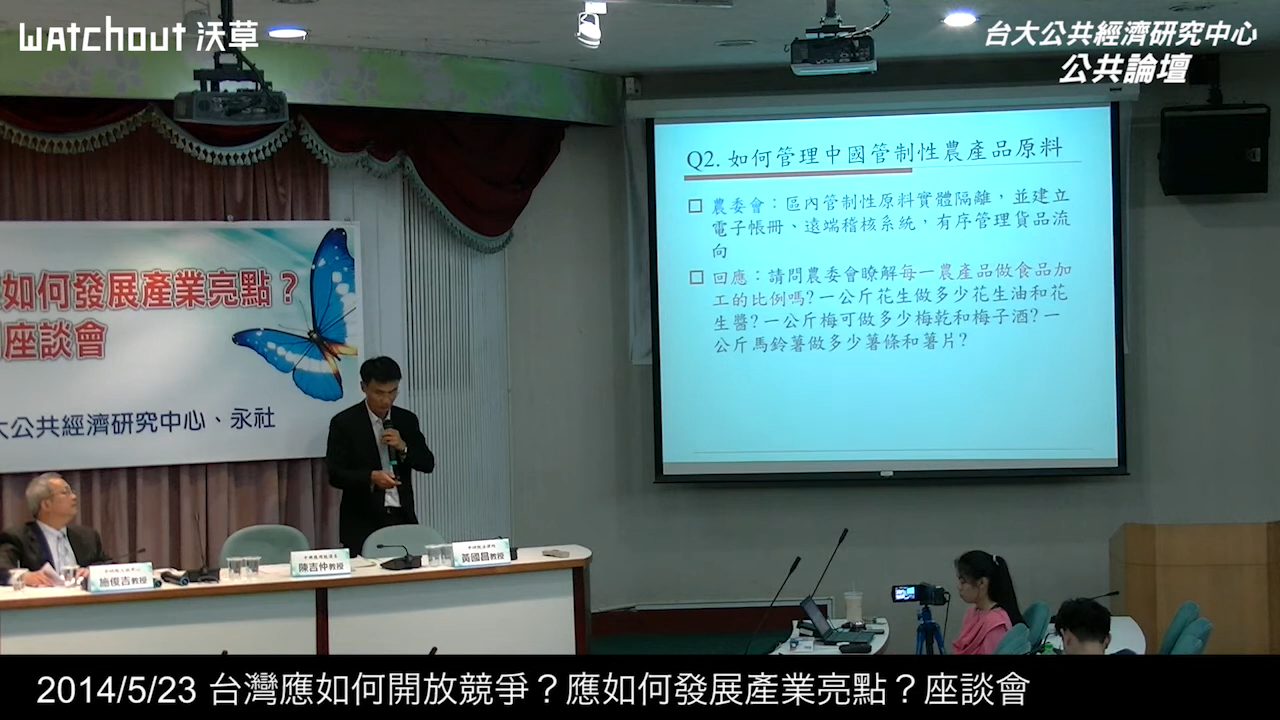 watchout 沃草
台大公共經濟研究中心
公共論壇
Q2. 如何管理中國管制性農產品原料
農委會：區內管制性原料實體隔離，並建立
電子帳冊、遠端稽核系統，有序管理貨品流
向
回應：請問農委會瞭解每一農產品做食品加
工的比例嗎？一公斤花生做多少花生油和花
生醬？一公斤梅可做多少梅乾和梅子酒？一
公斤馬鈴薯做多少薯條和薯片？
如何發展產業亮點？
座談會
大公共經濟研究中心、永社
施俊吉教授
陳吉仲教授
黃國昌教授
2014/5/23 台灣應如何開放競爭？應如何發展產業亮點？座談會